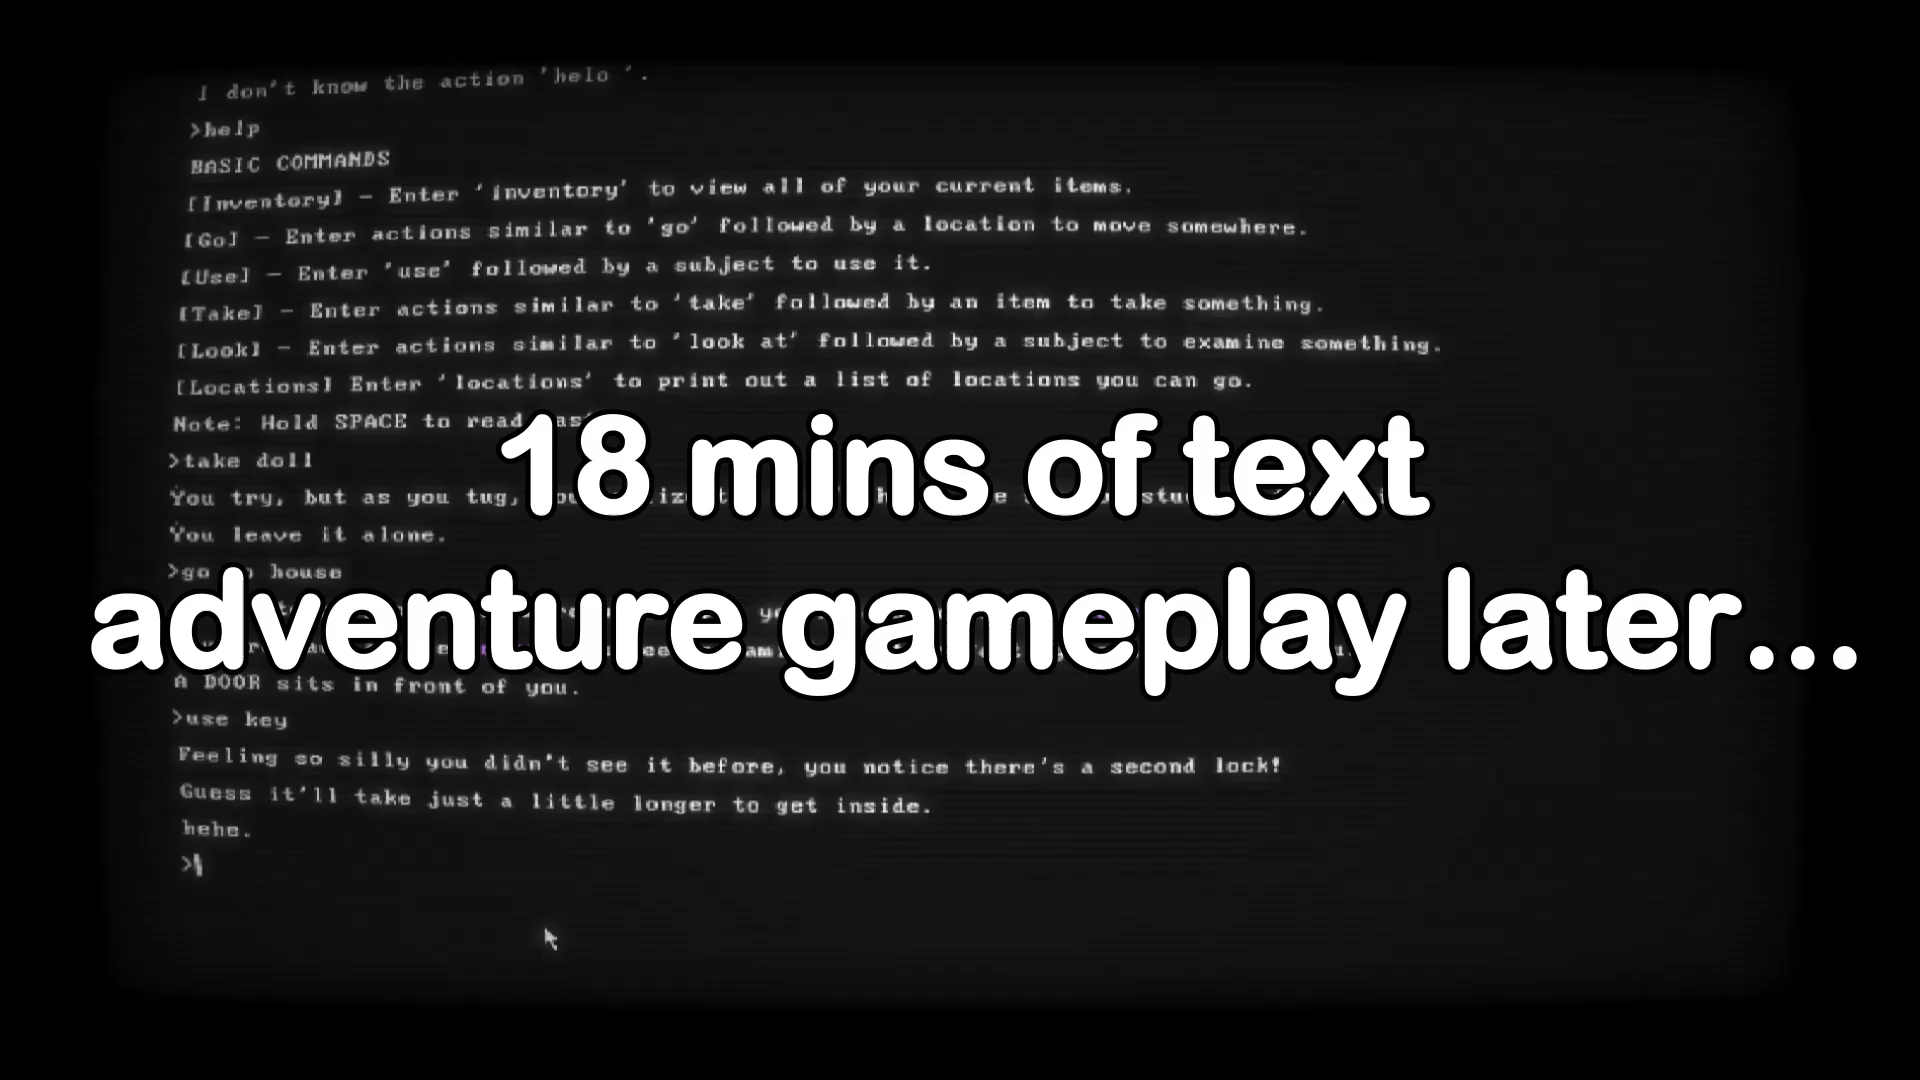 I don't know the action 'helo '.
>help
BASIC COMMANDS
[Inventory] - Enter 'inventory' to view all of your current items.
[Go] - Enter actions similar to 'go' followed by a location to move somewhere.
[Use] - Enter 'use' followed by a subject to use it.
[Take] - Enter actions similar to 'take' followed by an item to take something.
[Look] - Enter actions similar to 'look at' followed by a subject to examine something.
[Locations] Enter 'locations' to print out a list of locations you can go.
Note: Hold SPACE to read
18 mins of text
>take doll
You try, but as you tug,
You leave it alone.
>go house
adventure gameplay later...
A DOOR sits in front of you.
>use key
Feeling so silly you didn't see it before, you notice there's a second lock!
Guess it'll take just a little longer to get inside.
hehe.
>